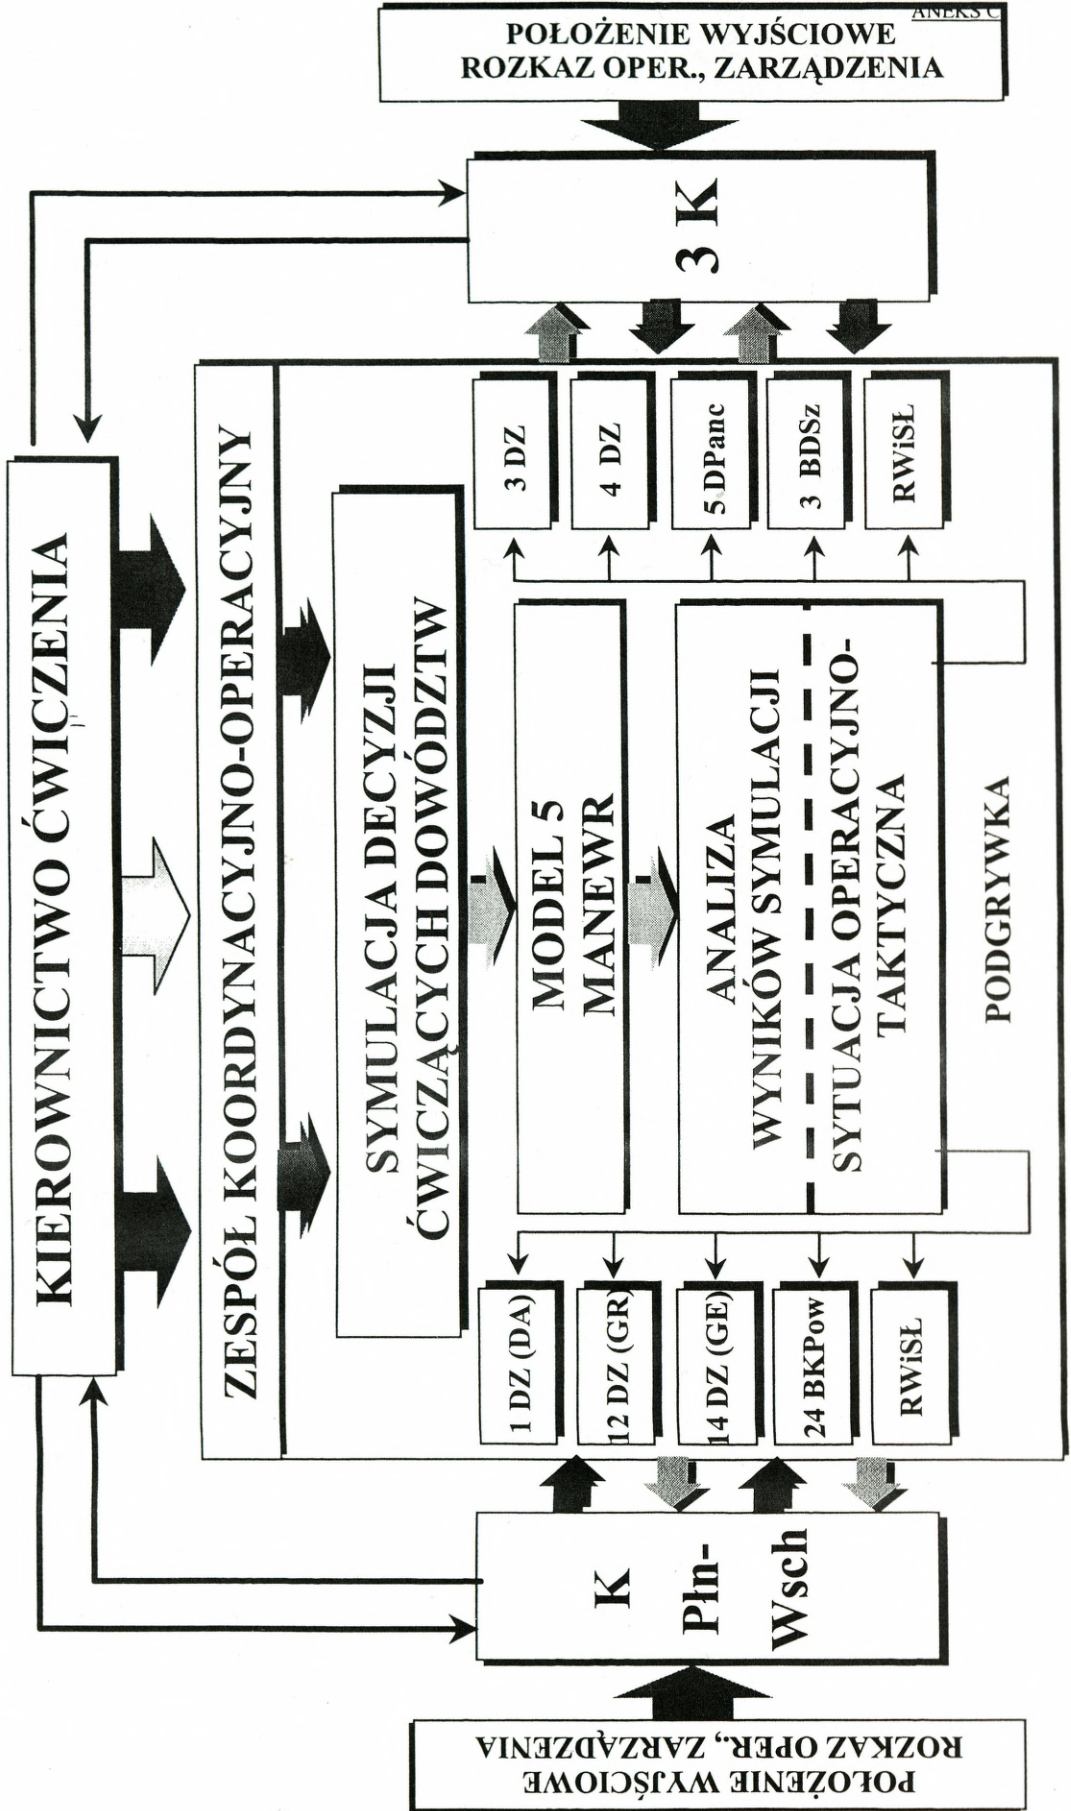 ANEKS C
KIEROWNICTWO ĆWICZENIA
ZESPÓŁ KOORDYNACYJNO-OPERACYJNY
SYMULACJA DECYZJI
ĆWICZĄCYCH DOWÓDZTW
MODEL 5
MANEWR
ANALIZA
WYNIKÓW SYMULACJI
SYTUACJA OPERACYJNO-
TAKTYCZNA
PODGRYWKA
POŁOŻENIE WYJŚCIOWE
ROZKAZ OPER., ZARZĄDZENIA
K
Płn-
Wsch
1 DZ (DA)
12 DZ (GR)
14 DZ (GE)
24 BKPow
RWiSŁ
3 DZ
4 DZ
5 DPanc
3 BDSz
RWiSŁ
3 K
POŁOŻENIE WYJŚCIOWE
ROZKAZ OPER., ZARZĄDZENIA